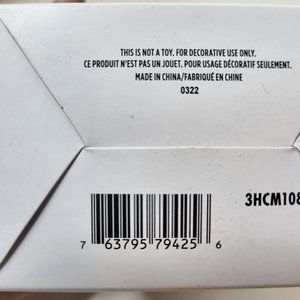 THIS IS NOT A TOY. FOR DECORATIVE USE ONLY.
CE PRODUIT N'EST PAS UN JOUET. POUR USAGE DÉCORATIF SEULEMENT.
MADE IN CHINA/FABRIQUÉ EN CHINE
0322
3HCM108
7 63795 79425 6